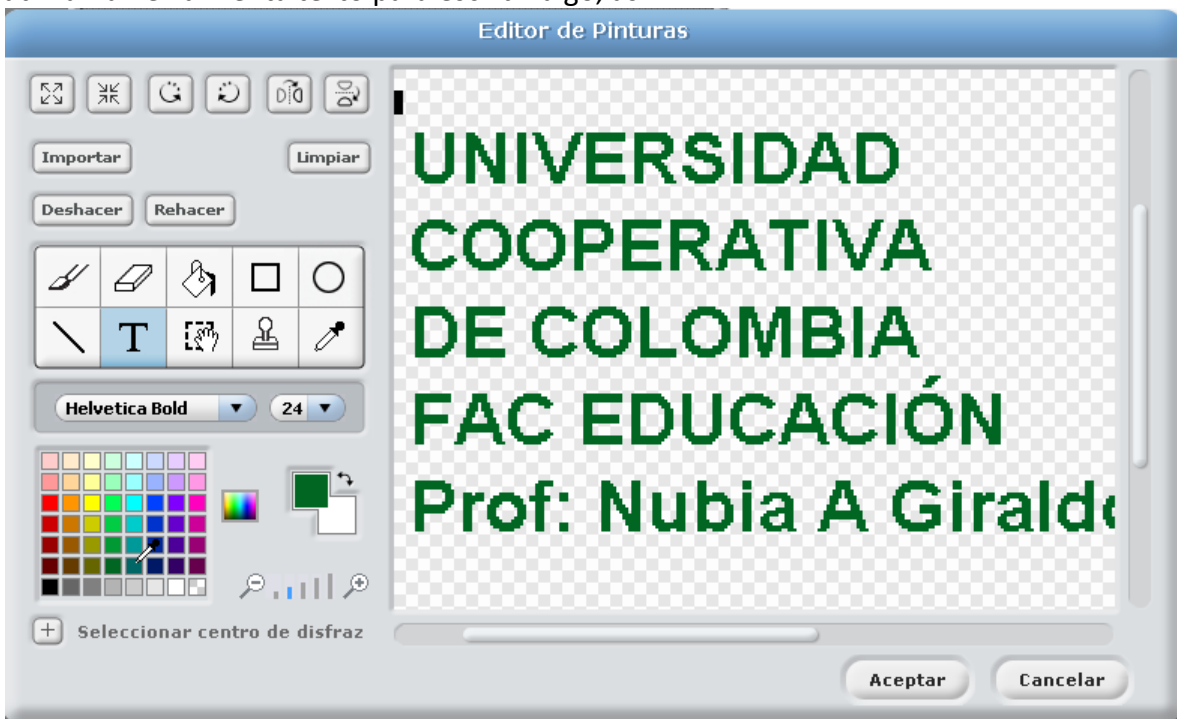 Editor de Pinturas
Importar
Limpiar
Deshacer
Rehacer
T
Helvetica Bold
24
Seleccionar centro de disfraz
UNIVERSIDAD
COOPERATIVA
DE COLOMBIA
FAC EDUCACIÓN
Prof: Nubia A Girald
Aceptar
Cancelar